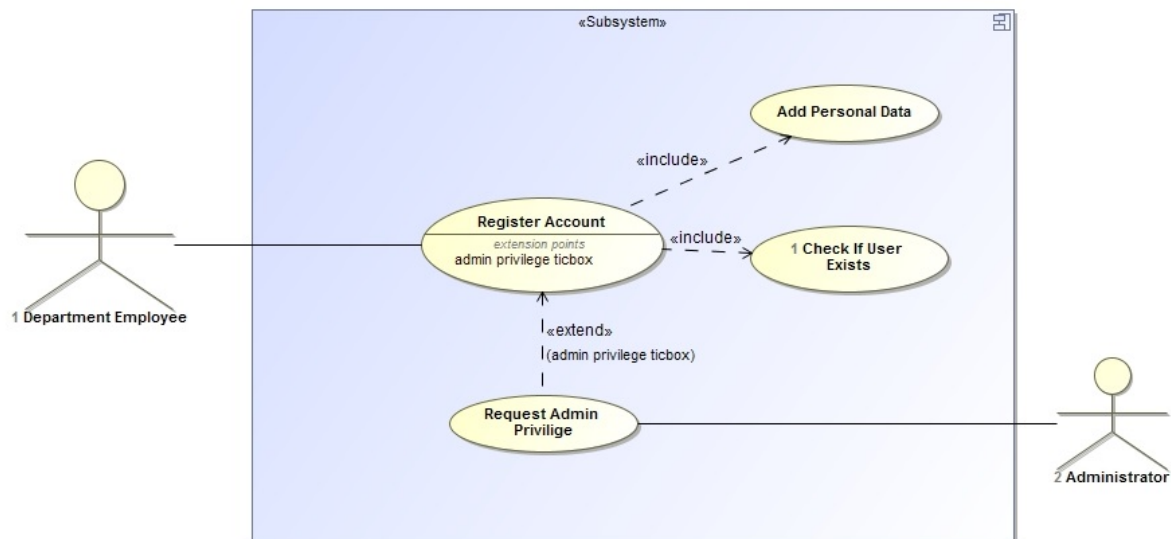 «Subsystem»
Add Personal Data
«include»
Register Account
extension points
admin privilege ticbox
«include»
1 Check If User
Exists
1 Department Employee
«extend»
(admin privilege ticbox)
Request Admin
Privilige
2 Administrator